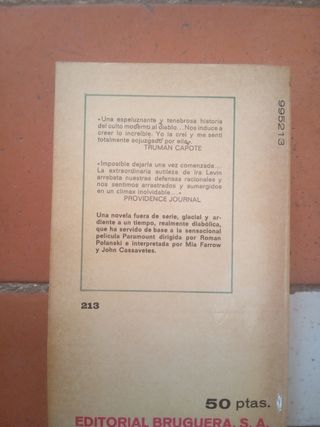 «Una espeluznante y tenebrosa historia
del culto moderno al diablo... Nos induce a
creer lo increíble. Yo la creí y me sentí
totalmente sojuzgado por ella».
TRUMAN CAPOTE
«Imposible dejarla una vez comenzada...
La extraordinaria sutileza de Ira Levin
arrebata nuestras defensas racionales y
nos sentimos arrastrados y sumergidos
en un clímax inolvidable».
PROVIDENCE JOURNAL
Una novela fuera de serie, glacial y ar-
diente a un tiempo, realmente diabólica,
que ha servido de base a la sensacional
película Paramount dirigida por Roman
Polanski e interpretada por Mia Farrow
y John Cassavetes.
995213
213
50 ptas.
EDITORIAL BRUGUERA, S. A.